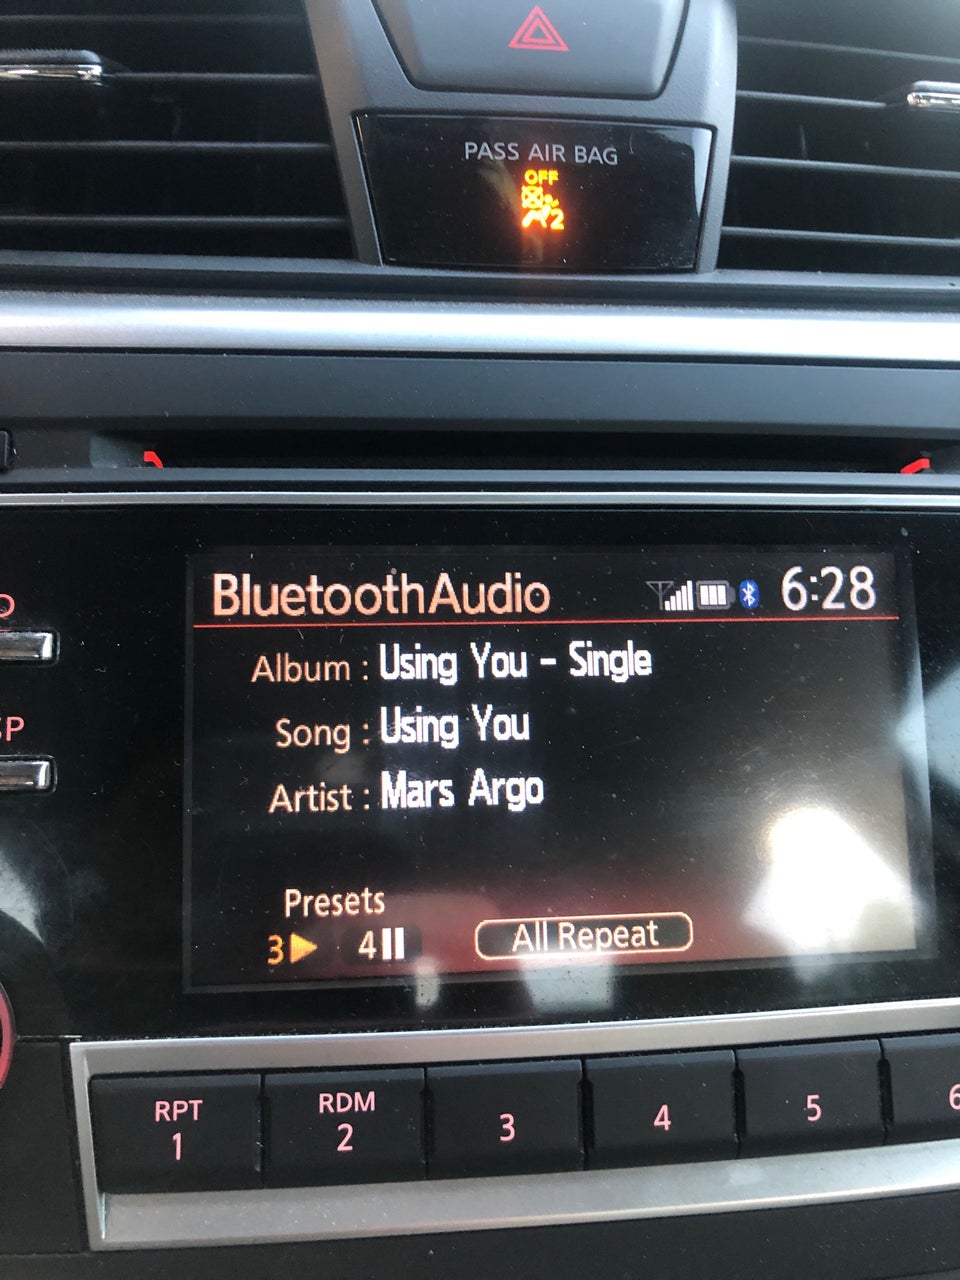 PASS AIR BAG
OFF
2
BluetoothAudio 6:28
Album : Using You - Single
Song : Using You
Artist : Mars Argo
Presets
3 4 All Repeat
RPT RDM
1 2 3 4 5 6